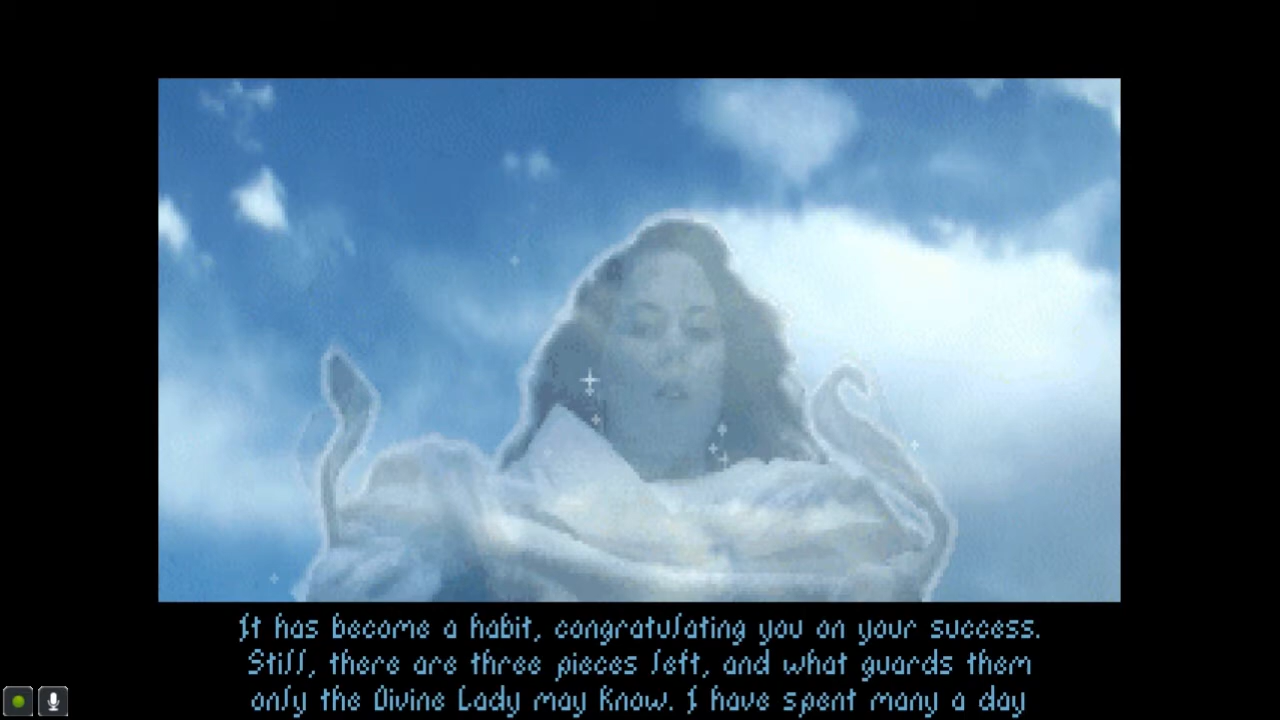 It has become a habit, congratulating you on your success.
Still, there are three pieces left, and what guards them
only the Divine Lady may know. I have spent many a day